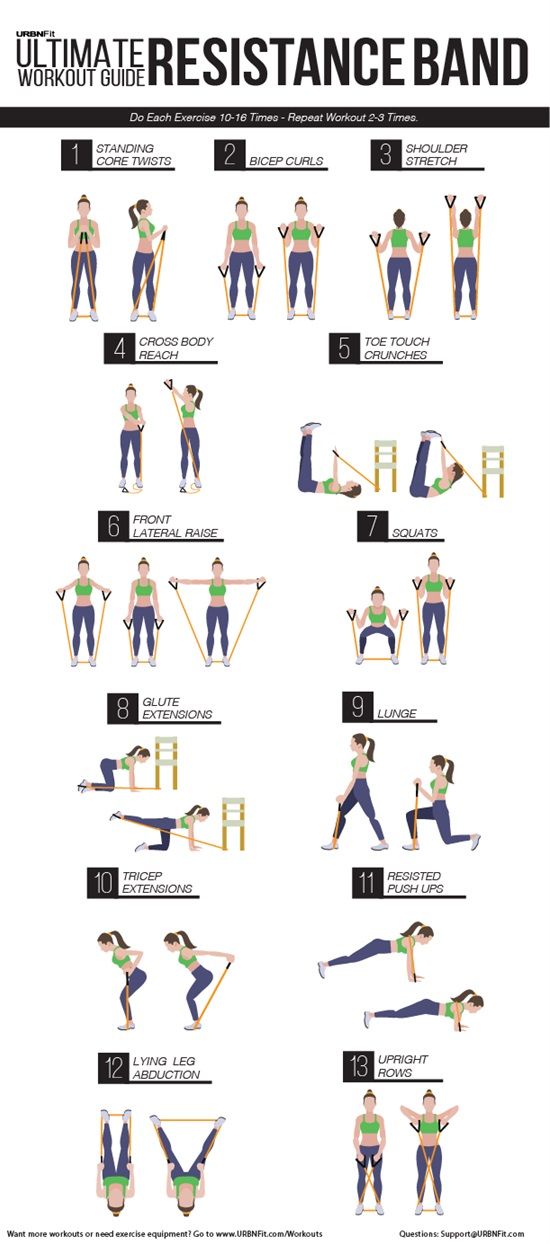 URBNFit
ULTIMATE
WORKOUT GUIDE
RESISTANCE BAND
Do Each Exercise 10-16 Times - Repeat Workout 2-3 Times.
1
STANDING
CORE TWISTS
2
BICEP CURLS
3
SHOULDER
STRETCH
4
CROSS BODY
REACH
5
TOE TOUCH
CRUNCHES
6
FRONT
LATERAL RAISE
7
SQUATS
8
GLUTE
EXTENSIONS
9
LUNGE
10
TRICEP
EXTENSIONS
11
RESISTED
PUSH UPS
12
LYING LEG
ABDUCTION
13
UPRIGHT
ROWS
Want more workouts or need exercise equipment? Go to www.URBNFit.com/Workouts
Questions: Support@URBNFit.com